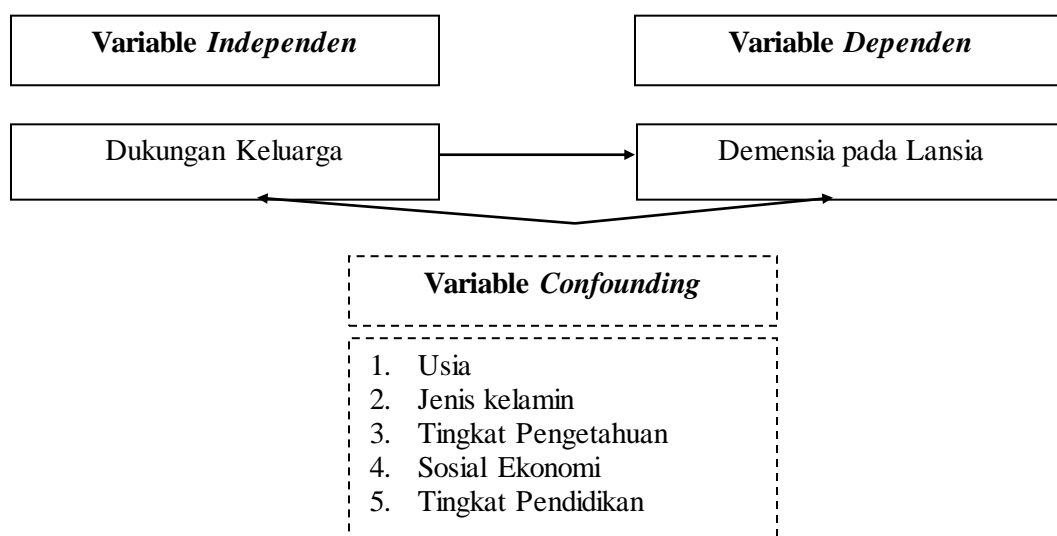 Variable Independen
Variable Dependen
Dukungan Keluarga
Demensia pada Lansia
Variable Confounding
1. Usia
2. Jenis kelamin
3. Tingkat Pengetahuan
4. Sosial Ekonomi
5. Tingkat Pendidikan